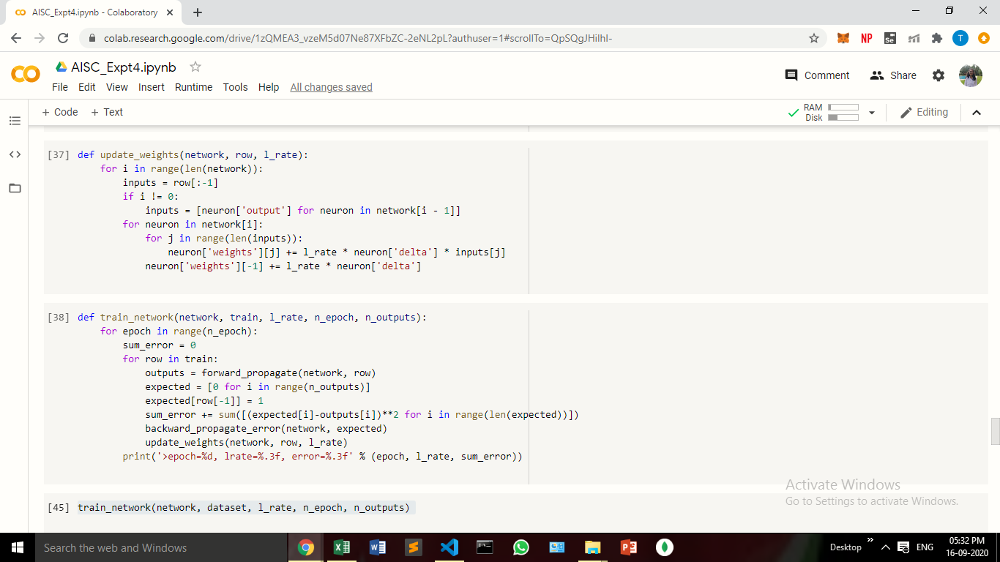 AISC_Expt4.ipynb - Colaboratory
colab.research.google.com/drive/1zQMEA3_vzeM5d07Ne87XFbZC-2eNL2pL?authuser=1#scrollTo=QpSQgJHiIhI-
NP
Se
T
CO
AISC_Expt4.ipynb
Comment
Share
File Edit View Insert Runtime Tools Help All changes saved
+ Code + Text
RAM
Disk
Editing
[37] def update_weights(network, row, l_rate):
    for i in range(len(network)):
        inputs = row[:-1]
        if i != 0:
            inputs = [neuron['output'] for neuron in network[i - 1]]
        for neuron in network[i]:
            for j in range(len(inputs)):
                neuron['weights'][j] += l_rate * neuron['delta'] * inputs[j]
            neuron['weights'][-1] += l_rate * neuron['delta']
[38] def train_network(network, train, l_rate, n_epoch, n_outputs):
    for epoch in range(n_epoch):
        sum_error = 0
        for row in train:
            outputs = forward_propagate(network, row)
            expected = [0 for i in range(n_outputs)]
            expected[row[-1]] = 1
            sum_error += sum([(expected[i]-outputs[i])**2 for i in range(len(expected))])
            backward_propagate_error(network, expected)
            update_weights(network, row, l_rate)
        print('>epoch=%d, lrate=%.3f, error=%.3f' % (epoch, l_rate, sum_error))
[45] train_network(network, dataset, l_rate, n_epoch, n_outputs)
Activate Windows
Go to Settings to activate Windows.
Search the web and Windows
Desktop
ENG
05:32 PM
16-09-2020